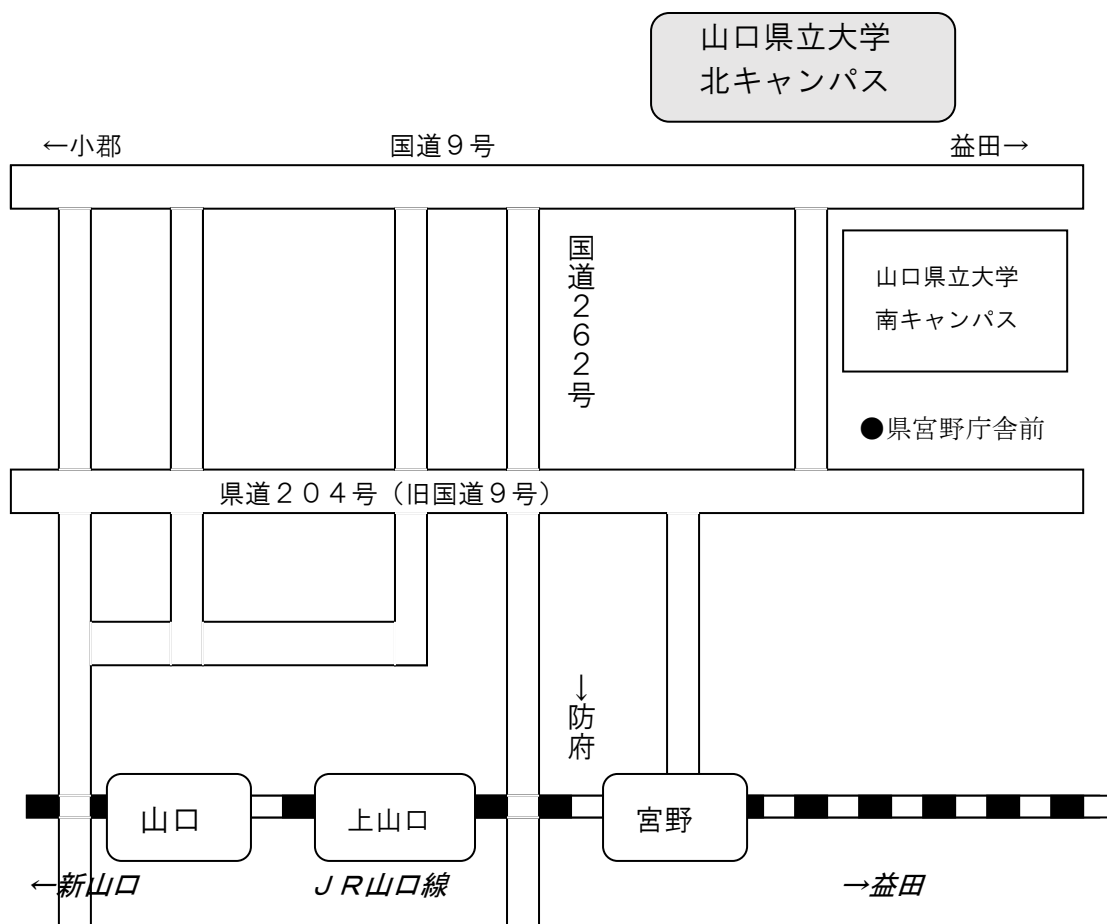 山口県立大学
北キャンパス
←小郡
国道９号
益田→
国道２６２号
山口県立大学
南キャンパス
●県宮野庁舎前
県道２０４号（旧国道９号）
→防府
山口
上山口
宮野
←新山口
ＪＲ山口線
→益田